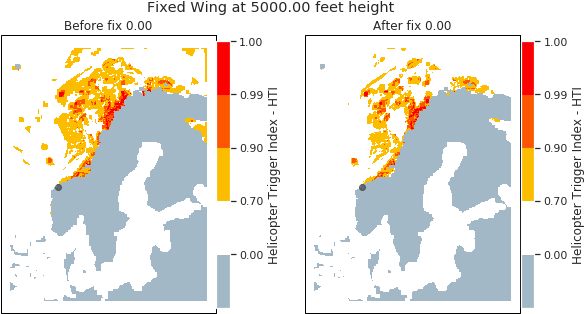 Fixed Wing at 5000.00 feet height
Before fix 0.00
1.00
0.99
0.90
0.70
0.00
Helicopter Trigger Index - HTI
After fix 0.00
1.00
0.99
0.90
0.70
0.00
Helicopter Trigger Index - HTI